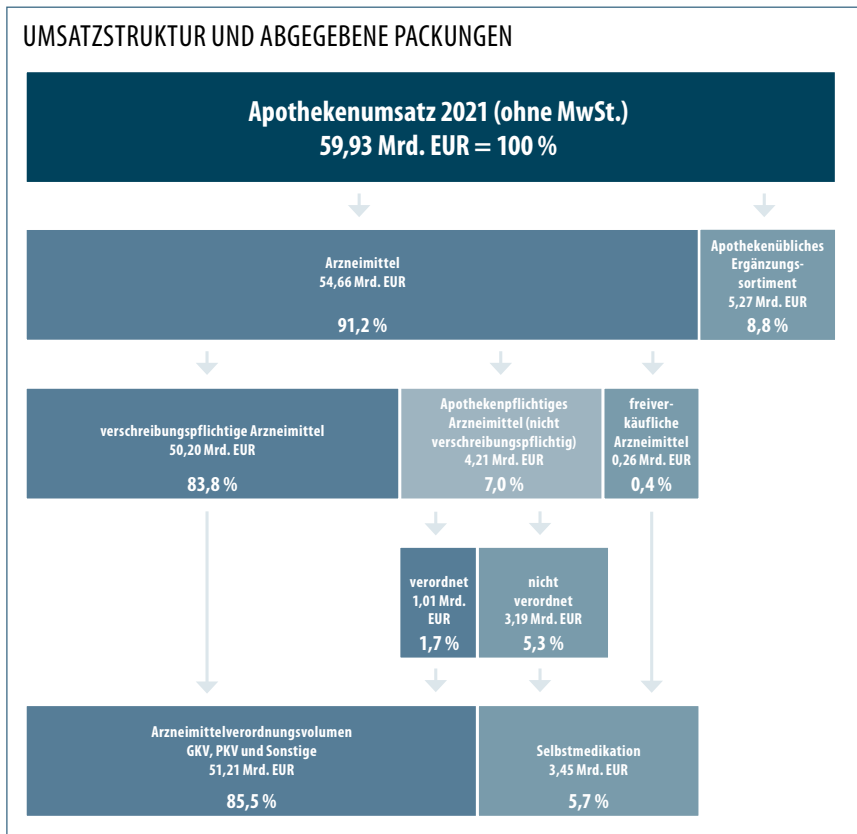 UMSATZSTRUKTUR UND ABGEGEBENE PACKUNGEN
Apothekenumsatz 2021 (ohne MwSt.)
59,93 Mrd. EUR = 100 %
Arzneimittel
54,66 Mrd. EUR
91,2 %
Apothekenübliches
Ergänzungs-
sortiment
5,27 Mrd. EUR
8,8 %
verschreibungspflichtige Arzneimittel
50,20 Mrd. EUR
83,8 %
Apothekenpflichtiges
Arzneimittel (nicht
verschreibungspflichtig)
4,21 Mrd. EUR
7,0 %
freiver-
käufliche
Arzneimittel
0,26 Mrd. EUR
0,4 %
verordnet
1,01 Mrd.
EUR
1,7 %
nicht
verordnet
3,19 Mrd. EUR
5,3 %
Arzneimittelverordnungsvolumen
GKV, PKV und Sonstige
51,21 Mrd. EUR
85,5 %
Selbstmedikation
3,45 Mrd. EUR
5,7 %